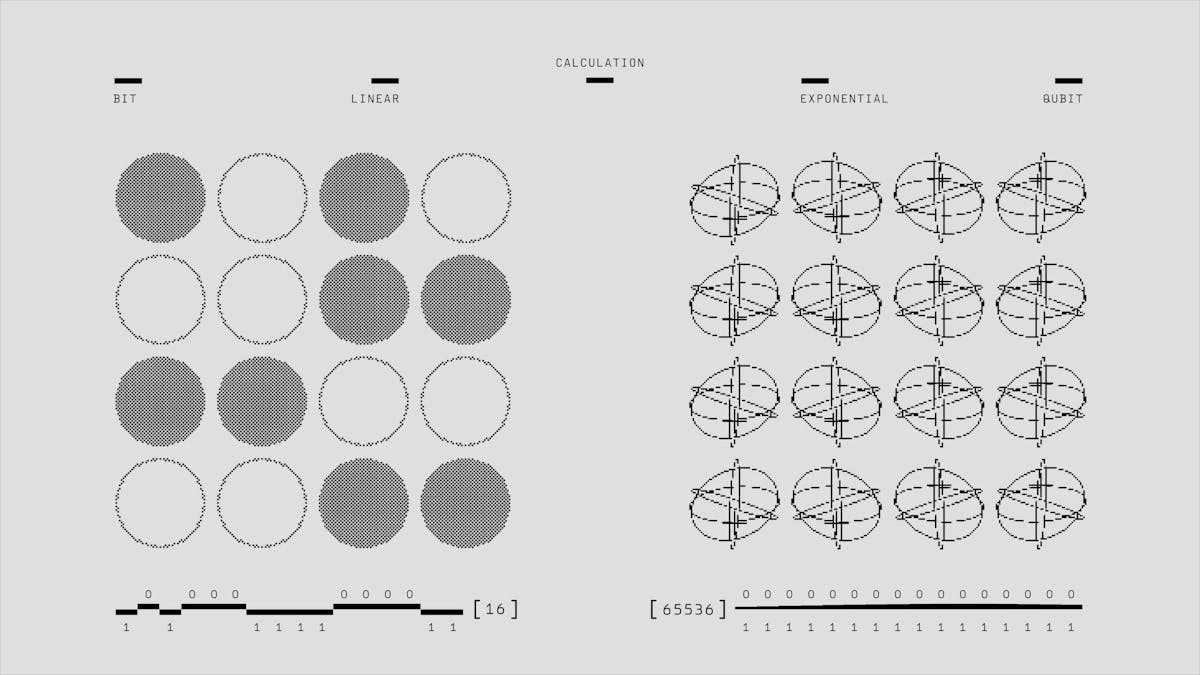 CALCULATION
BIT LINEAR EXPONENTIAL QUBIT
0 0 0 0 0 0 0 0
[16]
1 1 1 1 1 1 1 1
0 0 0 0 0 0 0 0 0 0 0 0 0 0 0 0
[65536]
1 1 1 1 1 1 1 1 1 1 1 1 1 1 1 1